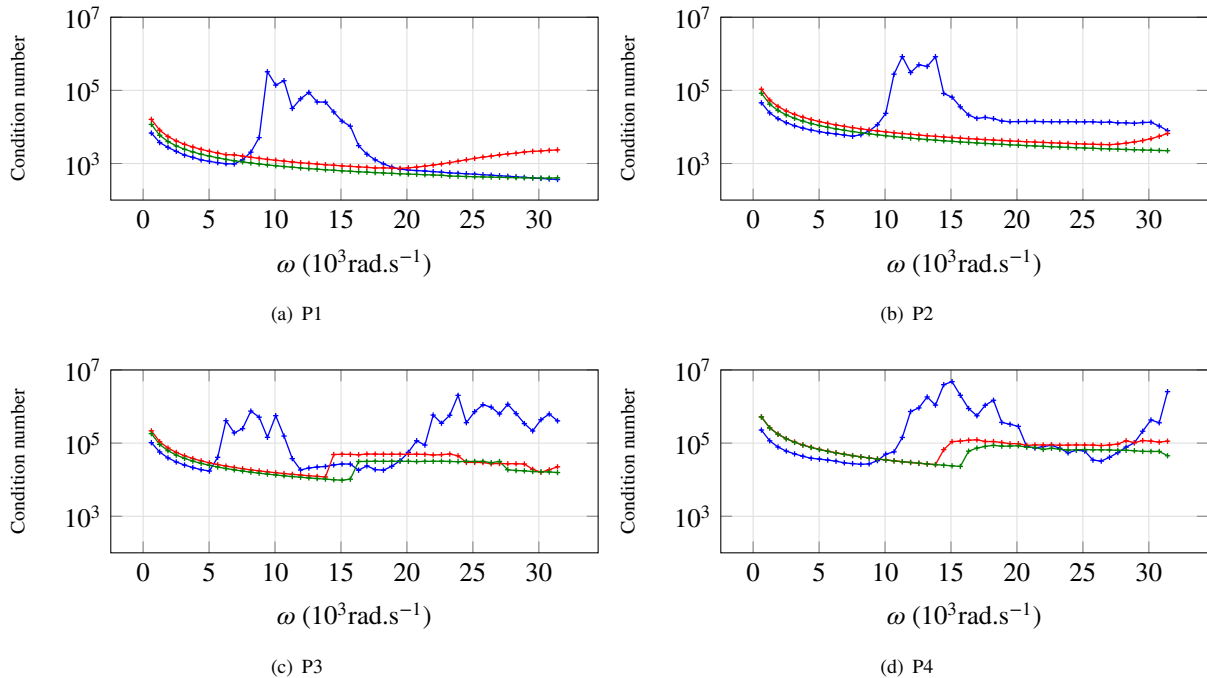 10^7
10^5
10^3
Condition number
0 5 10 15 20 25 30
ω (10^3rad.s^−1)
(a) P1
10^7
10^5
10^3
Condition number
0 5 10 15 20 25 30
ω (10^3rad.s^−1)
(b) P2
10^7
10^5
10^3
Condition number
0 5 10 15 20 25 30
ω (10^3rad.s^−1)
(c) P3
10^7
10^5
10^3
Condition number
0 5 10 15 20 25 30
ω (10^3rad.s^−1)
(d) P4